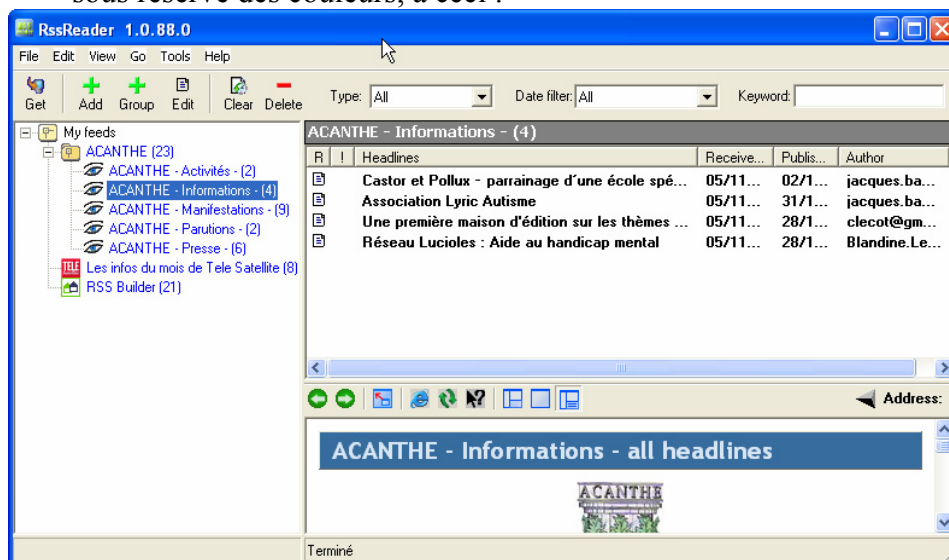 sous réserve des couleurs, à ceci :
RssReader 1.0.88.0
File Edit View Go Tools Help
Get Add Group Edit Clear Delete Type: All Date filter: All Keyword:
My feeds
ACANTHE (23)
ACANTHE - Activités - (2)
ACANTHE - Informations - (4)
ACANTHE - Manifestations - (9)
ACANTHE - Parutions - (2)
ACANTHE - Presse - (6)
Les infos du mois de Tele Satellite (8)
RSS Builder (21)
ACANTHE - Informations - (4)
R ! Headlines Receive... Publis... Author
Castor et Pollux - parrainage d'une école spé... 05/11... 02/1... jacques.ba...
Association Lyric Autisme 05/11... 31/1... jacques.ba...
Une première maison d'édition sur les thèmes ... 05/11... 28/1... clecot@gm...
Réseau Lucioles : Aide au handicap mental 05/11... 28/1... Blandine.Le...
Address:
ACANTHE - Informations - all headlines
ACANTHE
Terminé